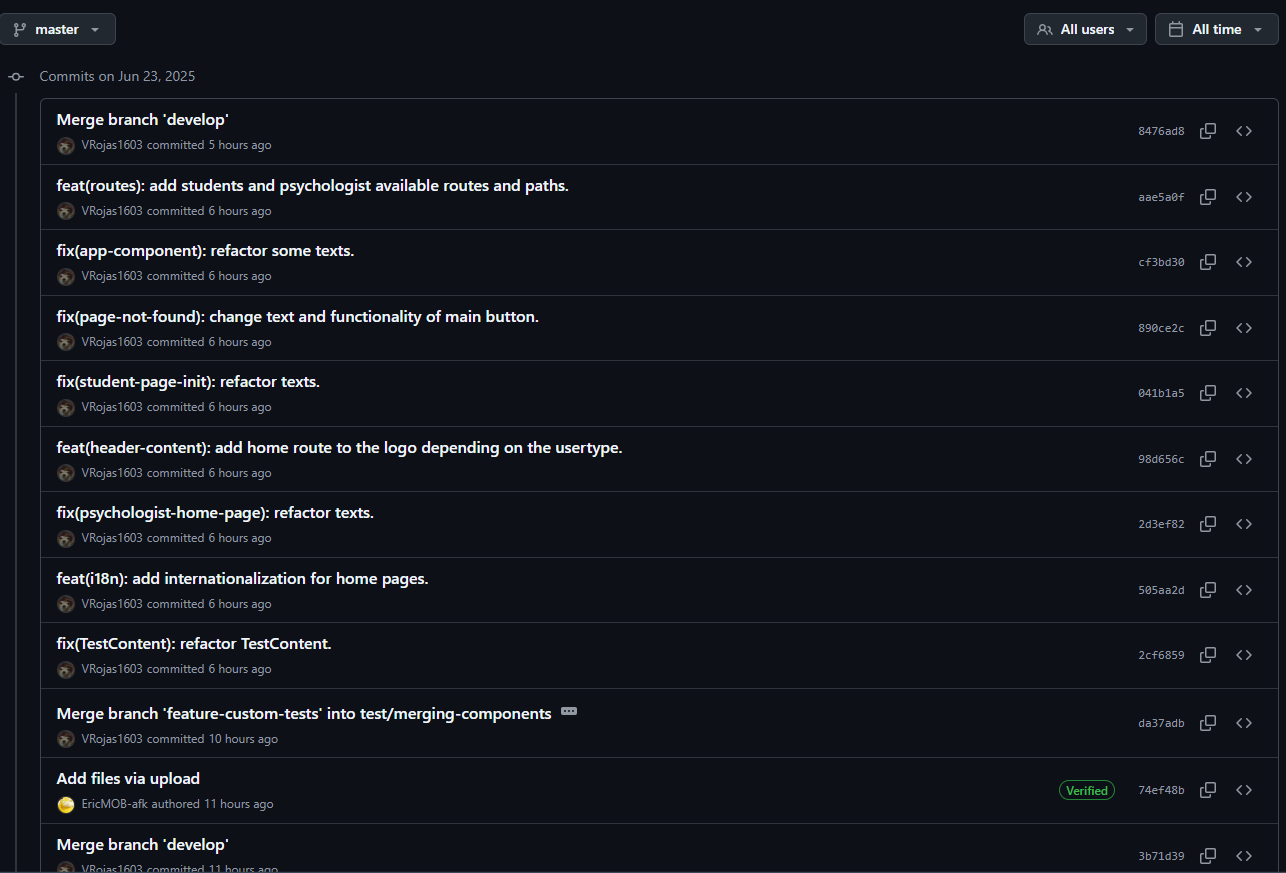 master
All users
All time
Commits on Jun 23, 2025
Merge branch 'develop'
VRojas1603 committed 5 hours ago
8476ad8
feat(routes): add students and psychologist available routes and paths.
VRojas1603 committed 6 hours ago
aae5a0f
fix(app-component): refactor some texts.
VRojas1603 committed 6 hours ago
cf3bd30
fix(page-not-found): change text and functionality of main button.
VRojas1603 committed 6 hours ago
890ce2c
fix(student-page-init): refactor texts.
VRojas1603 committed 6 hours ago
041b1a5
feat(header-content): add home route to the logo depending on the usertype.
VRojas1603 committed 6 hours ago
98d656c
fix(psychologist-home-page): refactor texts.
VRojas1603 committed 6 hours ago
2d3ef82
feat(i18n): add internationalization for home pages.
VRojas1603 committed 6 hours ago
505aa2d
fix(TestContent): refactor TestContent.
VRojas1603 committed 6 hours ago
2cf6859
Merge branch 'feature-custom-tests' into test/merging-components
VRojas1603 committed 10 hours ago
da37adb
Add files via upload
EricMOB-afk authored 11 hours ago
Verified
74ef48b
Merge branch 'develop'
VRojas1603 committed 11 hours ago
3b71d39